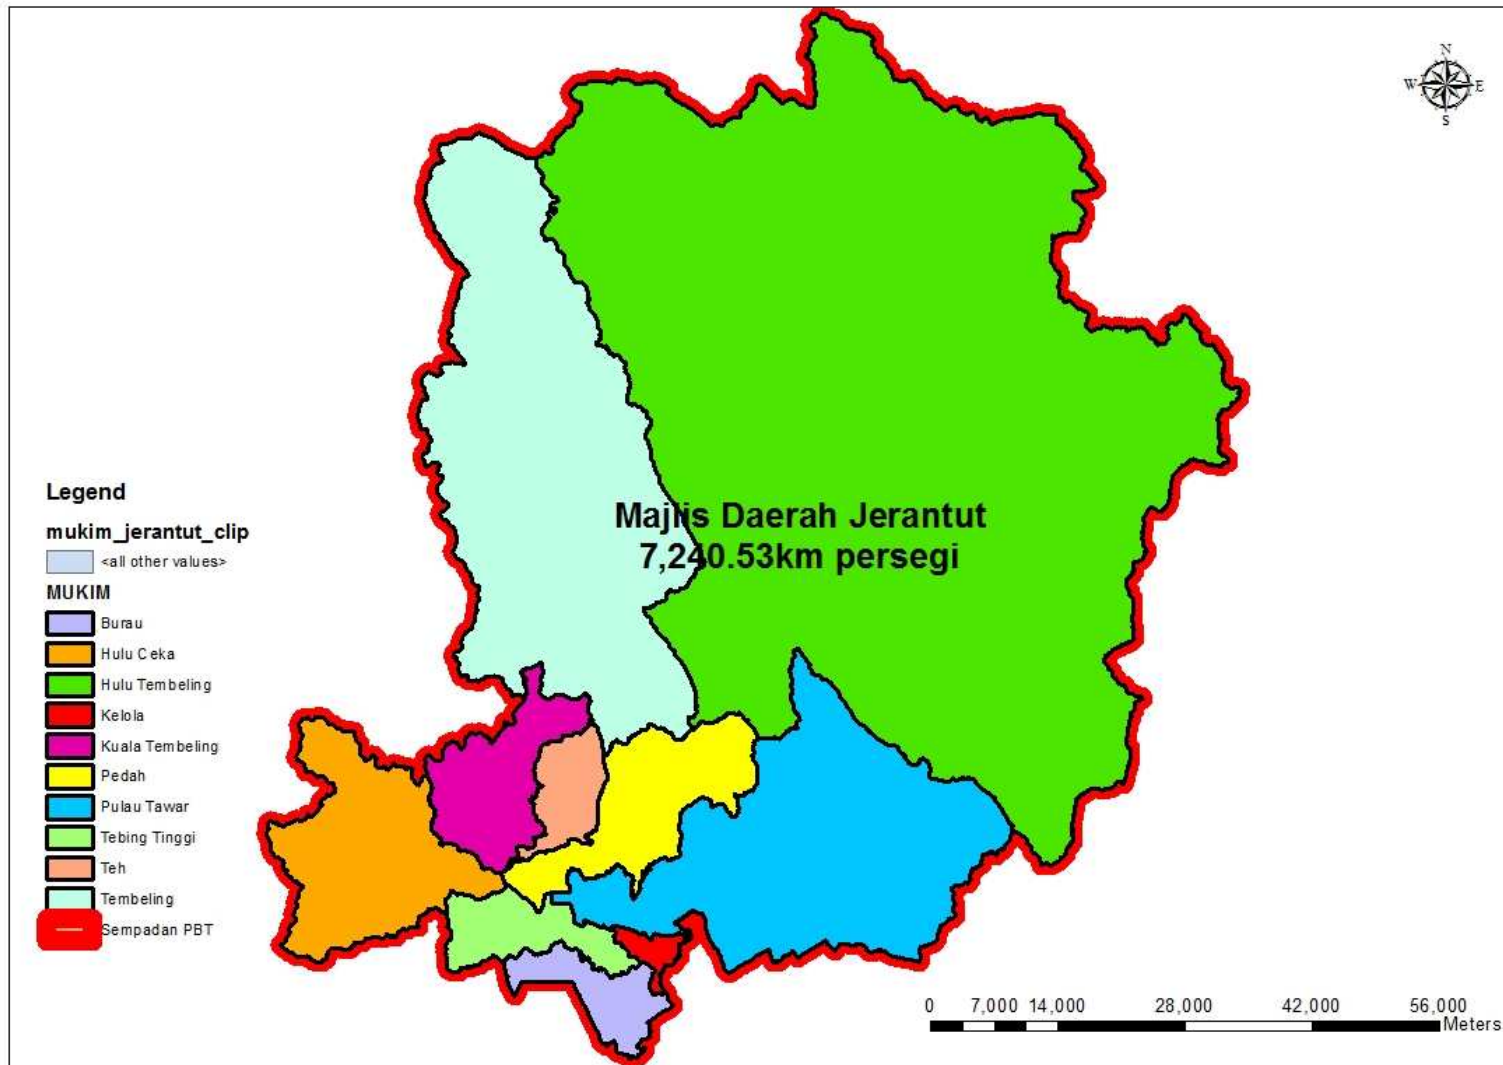 N
W E
S
Majlis Daerah Jerantut
7,240.53km persegi
Legend
mukim_jerantut_clip
<all other values>
MUKIM
Burau
Hulu Ceka
Hulu Tembeling
Kelola
Kuala Tembeling
Pedah
Pulau Tawar
Tebing Tinggi
Teh
Tembeling
Sempadan PBT
0 7,000 14,000 28,000 42,000 56,000
Meters